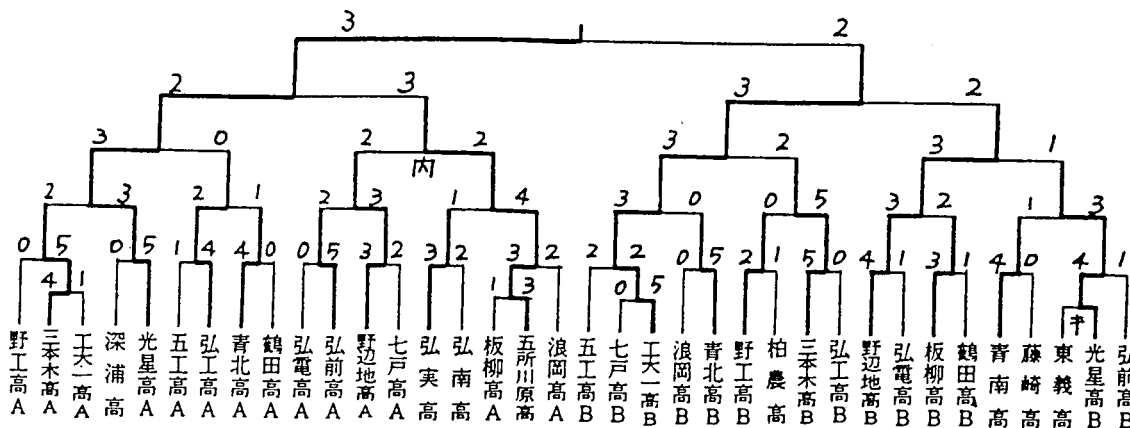 3 2
2 3 3 2
3 0 2 2 3 2 3 1
内
2 3 2 1 2 3 1 4 3 0 0 5 3 2 1 3
0 5 0 5 1 4 4 0 0 5 3 2 3 2 3 2 2 2 0 5 2 1 5 0 4 1 3 1 4 0 4 1
4 1 1 3 0 5
キ
野工高A
三本木高A
工大一高A
深浦高
光星高A
五工高A
弘工高A
青北高A
鶴田高A
弘電高A
弘前高A
野辺地高A
七戸高A
弘実高
弘南高
板柳高A
五所川原高
浪岡高A
五工高B
七戸高B
工大一高B
浪岡高B
青北高B
野工高B
柏農高
三本木高B
弘工高B
野辺地高B
弘電高B
板柳高B
鶴田高B
青南高
藤崎高
東義高
光星高B
弘前高B